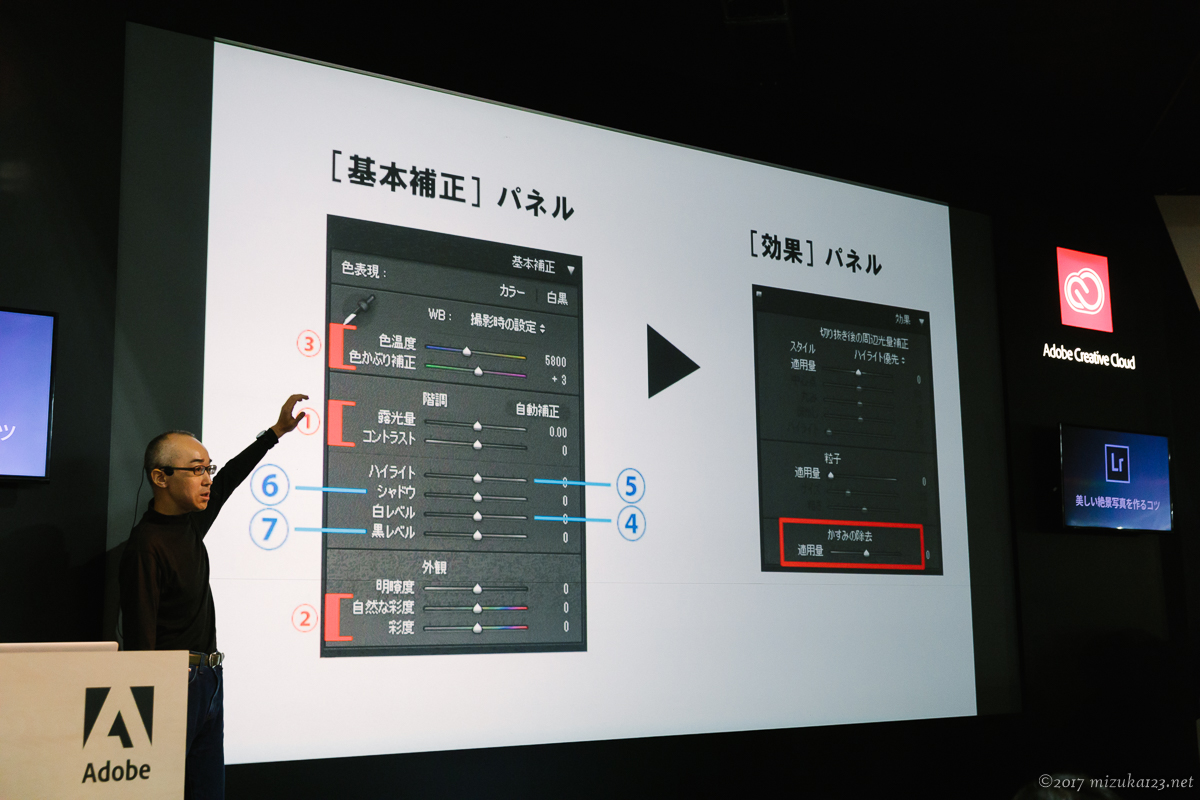 [基本補正] パネル
基本補正
色表現：
カラー 白黒
WB： 撮影時の設定
③
色温度 5800
色かぶり補正 + 3
階調 自動補正
①
露光量 0.00
コントラスト 0
ハイライト 0
⑥ シャドウ 0 ⑤
白レベル 0
⑦ 黒レベル 0 ④
外観
明瞭度 0
② 自然な彩度 0
彩度 0
[効果] パネル
効果
切り抜き後の周辺光量補正
スタイル ハイライト優先
適用量 0
粒子
適用量 0
かすみの除去
適用量 0
Adobe Creative Cloud
Lr
美しい絶景写真を作るコツ
ツ
Adobe
©2017 mizuka123.net